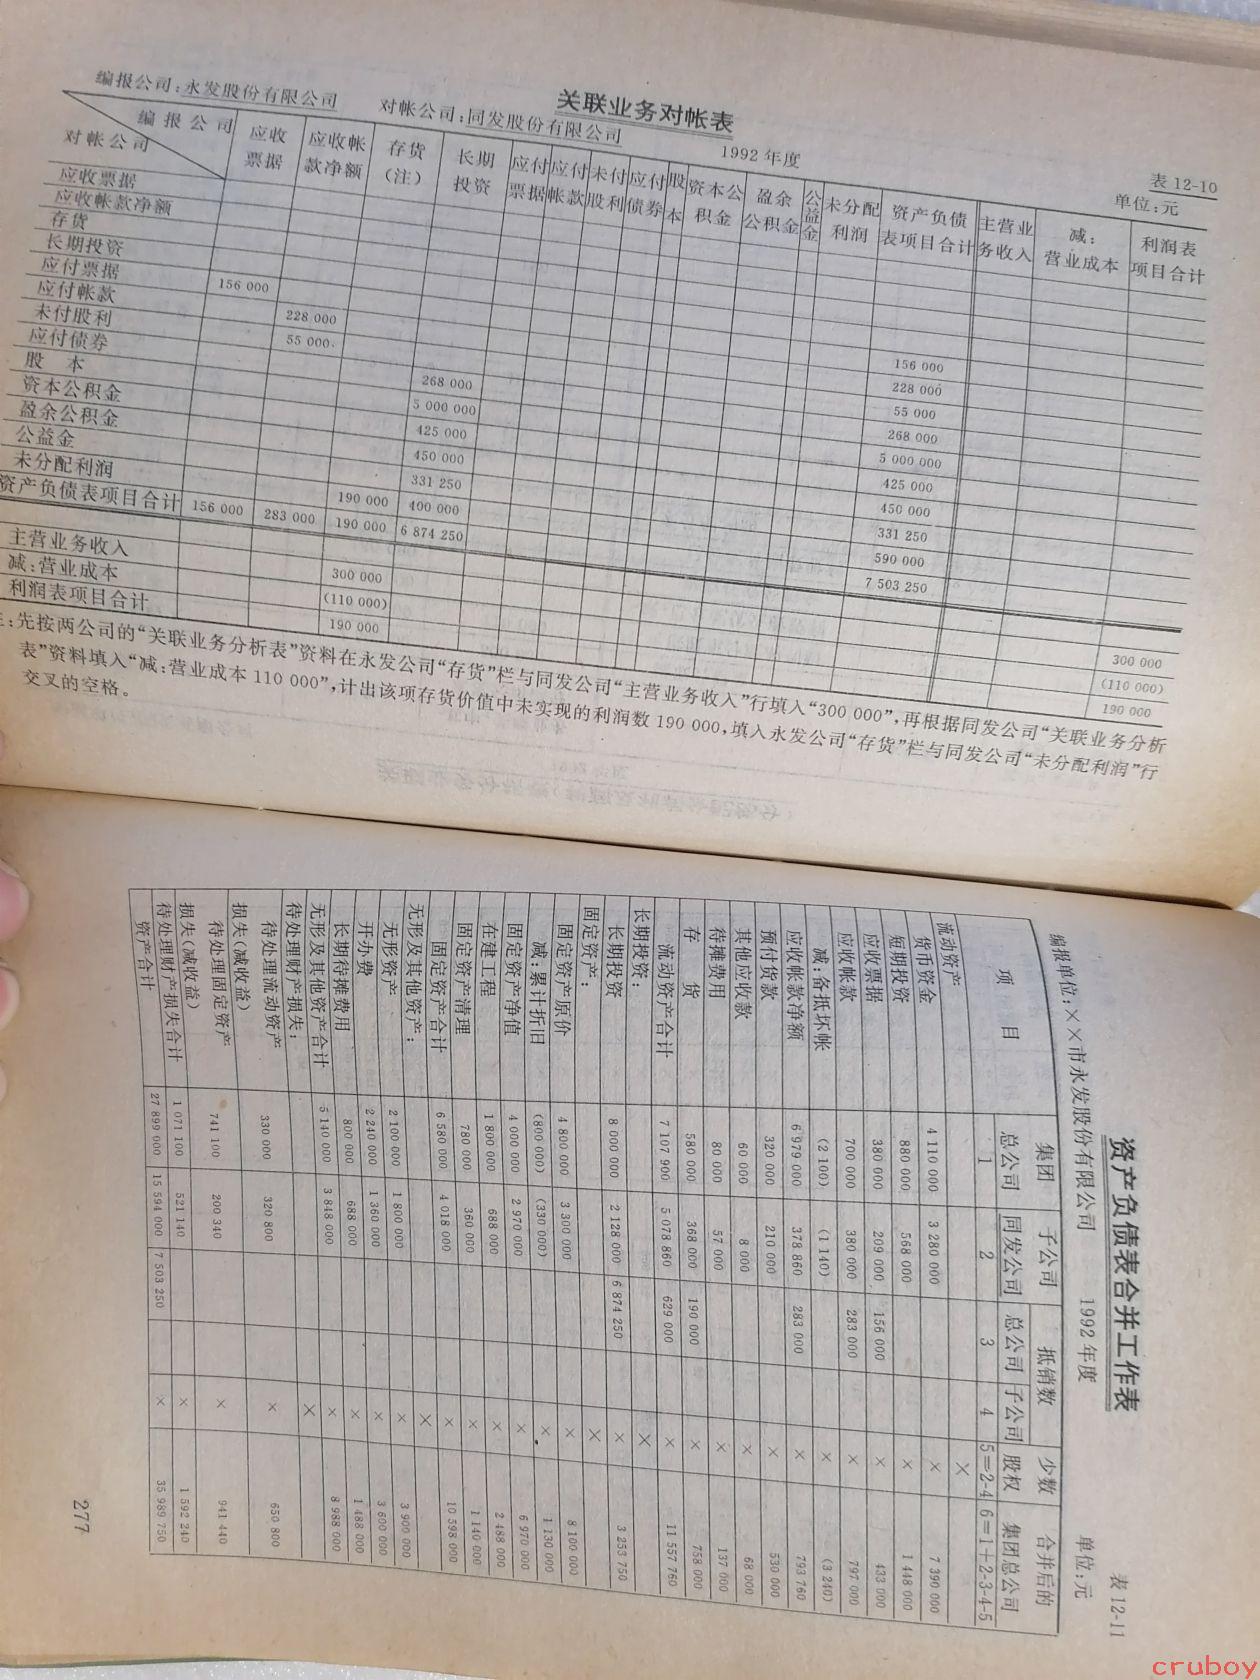 关联业务对帐表
表 12-10
编报公司:永发股份有限公司 对帐公司:同发股份有限公司 1992 年度 单位:元
编报公司 对帐公司 应收票据 应收帐款净额 存货(注) 长期投资 应付票据 应付帐款 未付股利 应付债券 股本 资本公积金 盈余公积金 公益金 未分配利润 资产负债表项目合计 主营业务收入 减:营业成本 利润表项目合计
应收票据
应收帐款净额
存货
长期投资
应付票据 156 000 156 000
应付帐款 228 000 228 000
未付股利 55 000 55 000
应付债券 268 000 268 000
股 本 5 000 000 5 000 000
资本公积金 425 000 425 000
盈余公积金 450 000 450 000
公益金 331 250 331 250
未分配利润 190 000 400 000 590 000
资产负债表项目合计 156 000 283 000 190 000 6 874 250 7 503 250
主营业务收入 300 000 300 000
减:营业成本 (110 000) (110 000)
利润表项目合计 190 000 190 000
:先按两公司的“关联业务分析表”资料在永发公司“存货”栏与同发公司“主营业务收入”行填入“300 000”,再根据同发公司“关联业务分析
表”资料填入“减:营业成本 110 000”,计出该项存货价值中未实现的利润数 190 000,填入永发公司“存货”栏与同发公司“未分配利润”行
交叉的空格。
资产负债表合并工作表
表 12-11
编报单位:××市永发股份有限公司 1992 年度 单位:元
项 目 集团总公司 子公司同发公司 抵销数 总公司 子公司 少数股权 合并后的集团总公司
1 2 3 4 5=2-4 6=1+2-3-4-5
流动资产 ×
货币资金 4 110 000 3 280 000 × 7 390 000
短期投资 880 000 568 000 × 1 448 000
应收票据 380 000 209 000 156 000 × 433 000
应收帐款 700 000 380 000 283 000 × 797 000
减:备抵坏帐 (2 100) (1 140) × (3 240)
应收帐款净额 6 979 000 378 860 283 000 × 793 760
预付货款 320 000 210 000 × 530 000
其他应收款 60 000 8 000 × 68 000
待摊费用 80 000 57 000 × 137 000
存 货 580 000 368 000 190 000 × 758 000
流动资产合计 7 107 900 5 078 860 629 000 × 11 557 760
长期投资: ×
长期投资 8 000 000 2 128 000 6 874 250 × 3 253 750
固定资产: ×
固定资产原价 4 800 000 3 300 000 × 8 100 000
减:累计折旧 (800 000) (330 000) × 1 130 000
固定资产净值 4 000 000 2 970 000 × 6 970 000
在建工程 1 800 000 688 000 × 2 488 000
固定资产清理 780 000 360 000 × 1 140 000
固定资产合计 6 580 000 4 018 000 × 10 598 000
无形及其他资产: ×
无形资产 2 100 000 1 800 000 × 3 900 000
开办费 2 240 000 1 360 000 × 3 600 000
长期待摊费用 800 000 688 000 × 1 488 000
无形及其他资产合计 5 140 000 3 848 000 × 8 988 000
待处理财产损失: ×
待处理流动资产 330 000 320 800 × 650 800
损失(减收益)
待处理固定资产 741 100 200 340 × 941 440
损失(减收益)
待处理财产损失合计 1 071 100 521 140 × 1 592 240
资产合计 27 899 000 15 594 000 7 503 250 × 35 989 750
277
cruboy